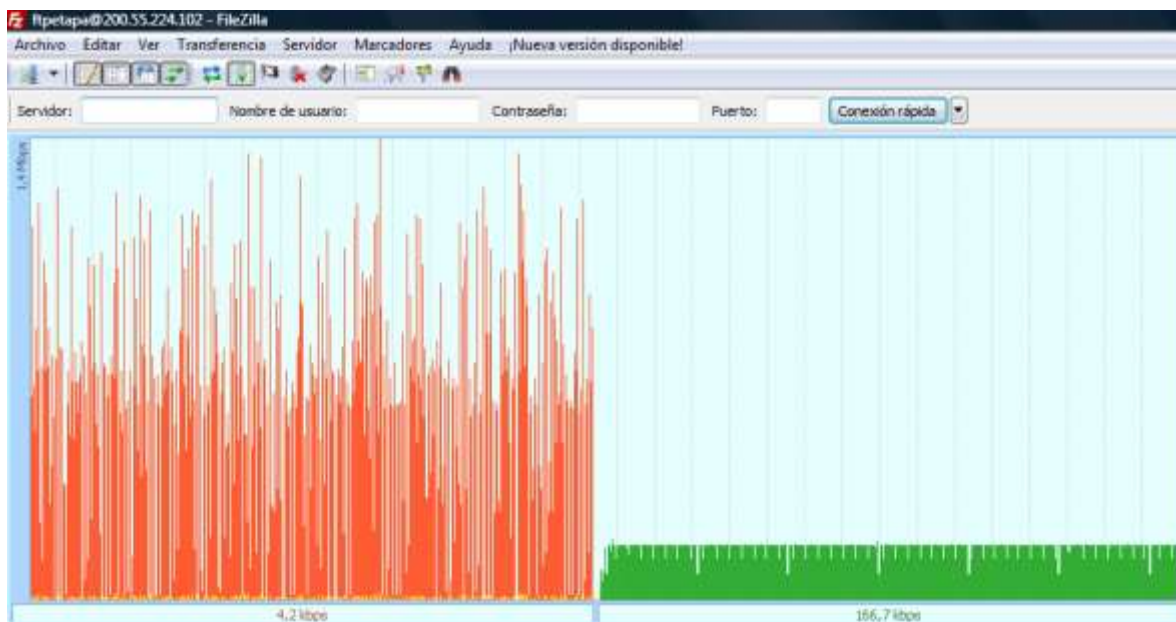 ftpetapa@200.55.224.102 - FileZilla
Archivo Editar Ver Transferencia Servidor Marcadores Ayuda ¡Nueva versión disponible!
Servidor: Nombre de usuario: Contraseña: Puerto: Conexión rápida
1,4 Mbps
4,2 kbps 166,7 kbps